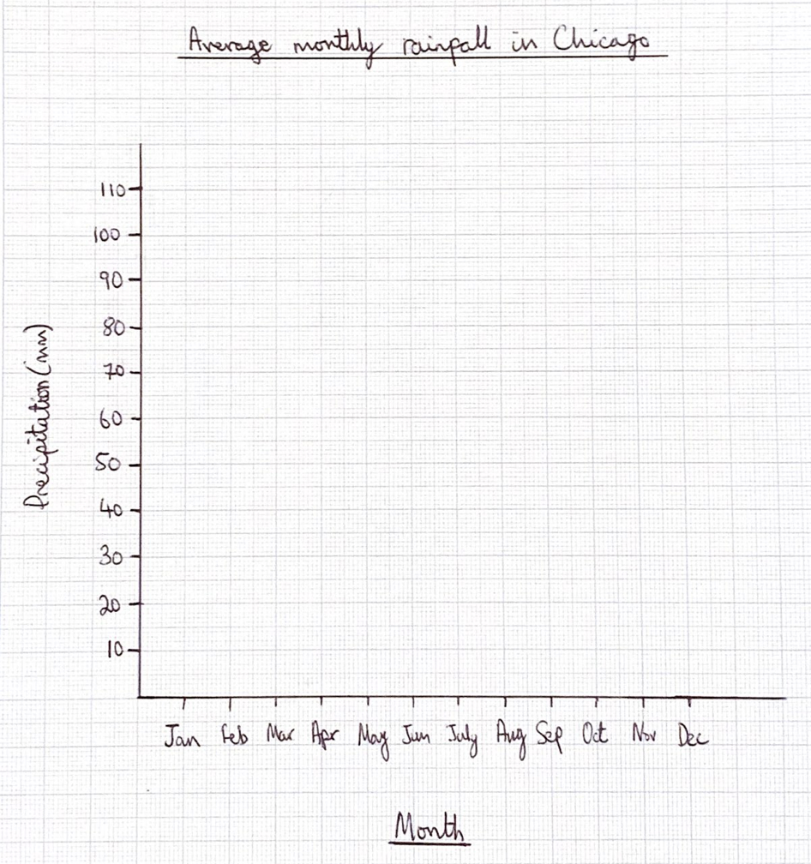 Average monthly rainfall in Chicago
110
100
90
80
70
60
50
40
30
20
10
Precipitation (mm)
Jan Feb Mar Apr May Jun July Aug Sep Oct Nov Dec
Month